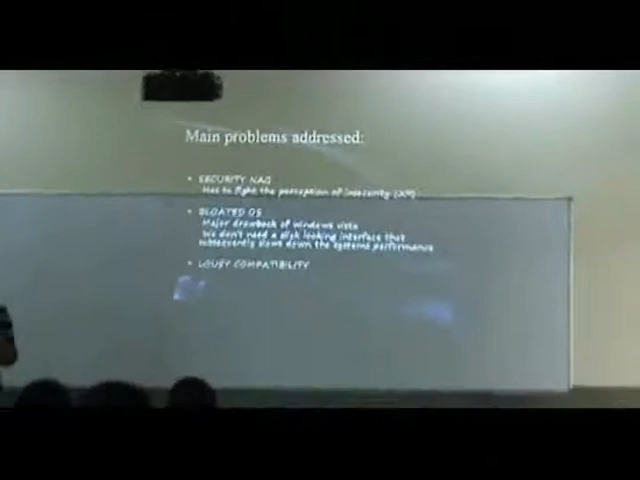 Main problems addressed:
• SECURITY NAG
Has to fight the perception of insecurity (XP)
• BLOATED OS
Major drawback of windows vista
We don't need a slick looking interface that
subsequently slows down the systems performance
• LOUSY COMPATIBILITY